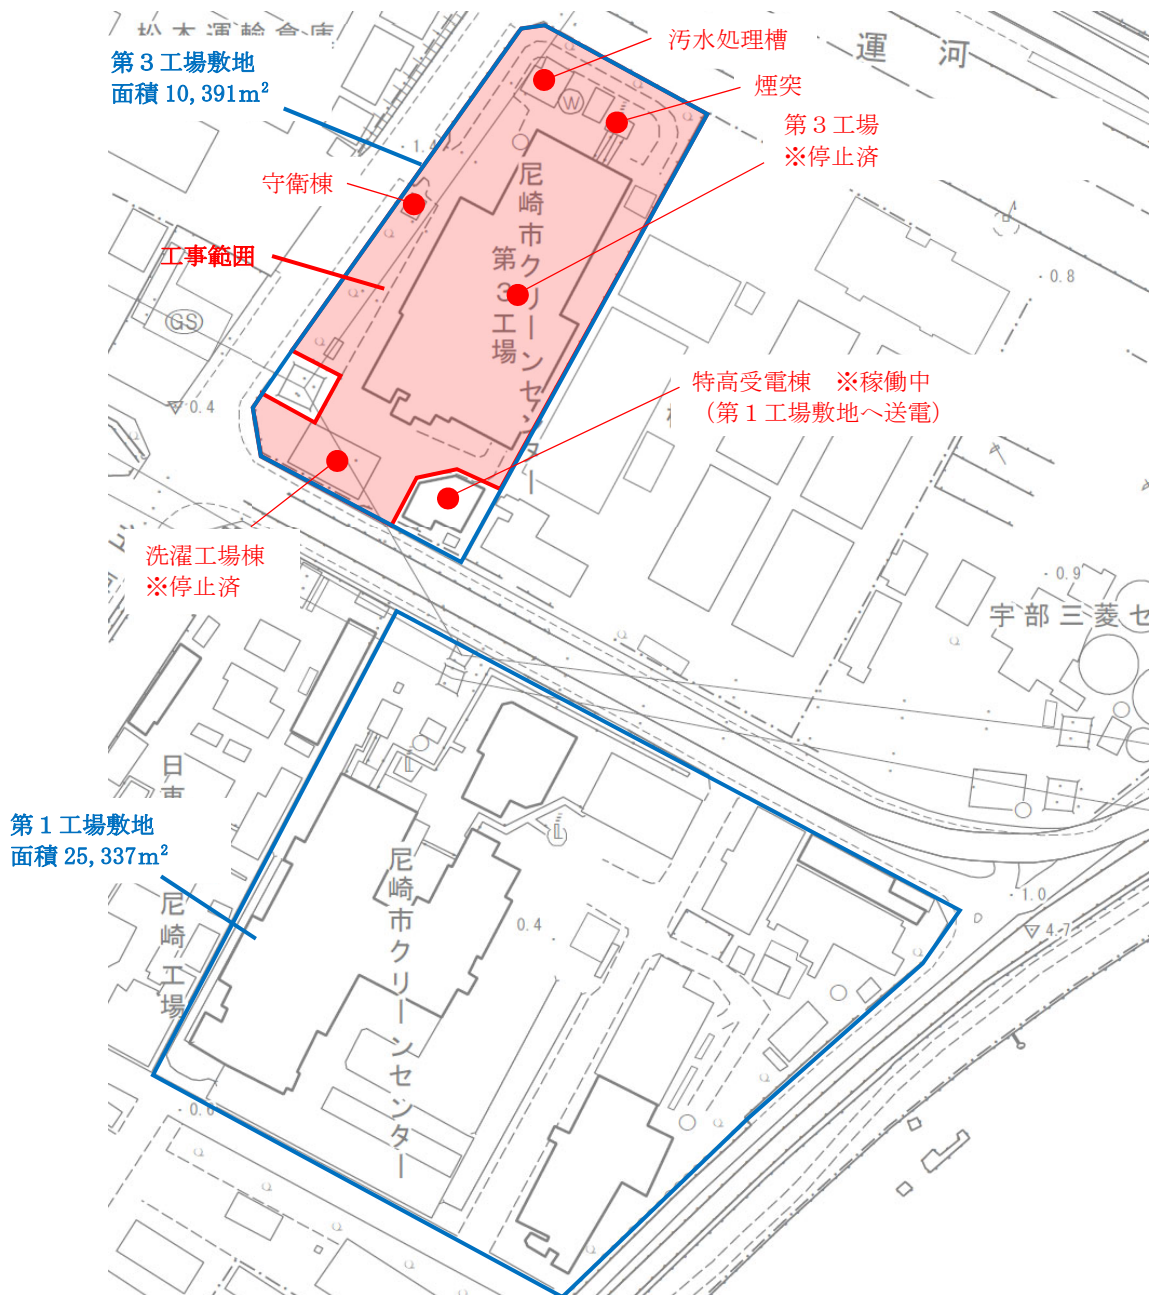 松本運輸倉庫
運河
汚水処理槽
第３工場敷地
面積 10,391m²
煙突
第３工場
※停止済
W
1.4
守衛棟
尼崎市クリーンセンター
第３工場
工事範囲
0.8
GS
0.4
特高受電棟　※稼働中
（第１工場敷地へ送電）
洗濯工場棟
※停止済
0.9
宇部三菱セ
日東
第１工場敷地
面積 25,337m²
尼崎工場
尼崎市クリーンセンター
0.4
1.0
4.7
0.6